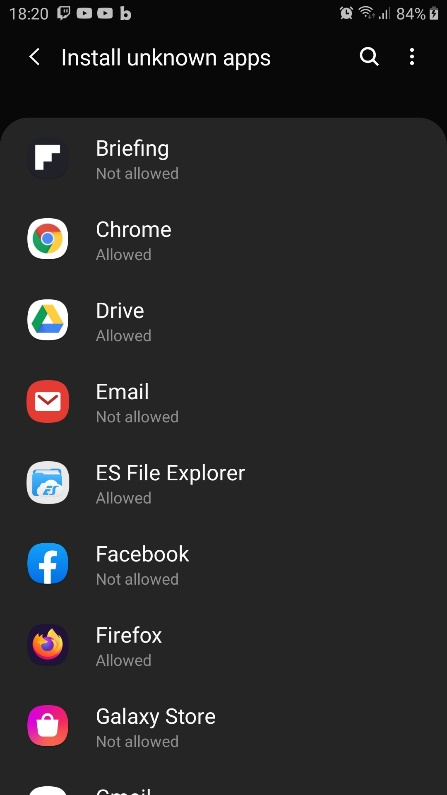 18:20 84%
Install unknown apps
Briefing
Not allowed
Chrome
Allowed
Drive
Allowed
Email
Not allowed
ES File Explorer
Allowed
Facebook
Not allowed
Firefox
Allowed
Galaxy Store
Not allowed
Gmail